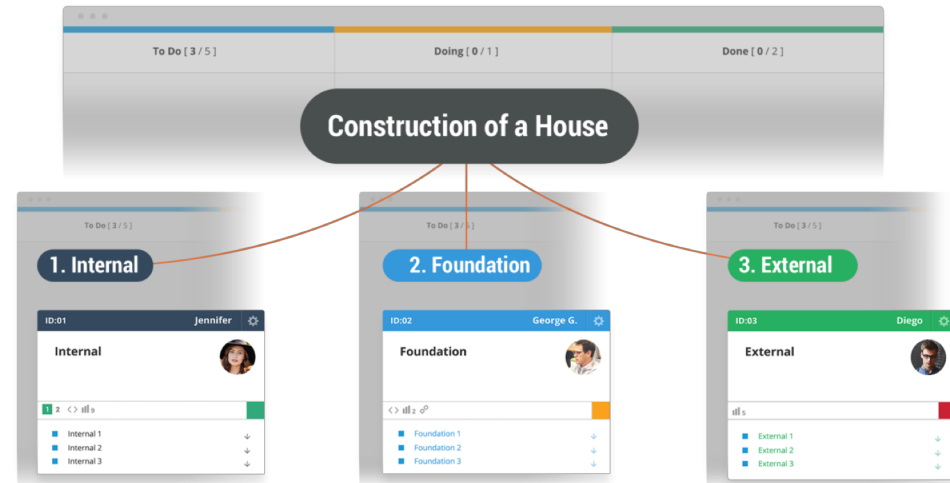 To Do [ 3 / 5 ]
Doing [ 0 / 1 ]
Done [ 0 / 2 ]
Construction of a House
To Do [ 3 / 5 ]
To Do [ 3 / 5 ]
To Do [ 3 / 5 ]
1. Internal
2. Foundation
3. External
ID:01 Jennifer
Internal
1 2 <> 9
Internal 1
Internal 2
Internal 3
ID:02 George G.
Foundation
<> 2
Foundation 1
Foundation 2
Foundation 3
ID:03 Diego
External
5
External 1
External 2
External 3